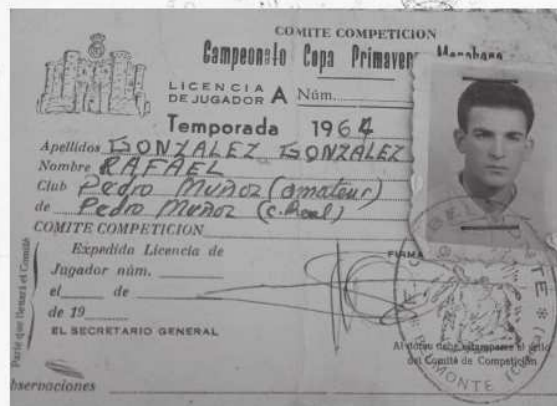 COMITE COMPETICION
Campeonato Copa Primavera Manchega
LICENCIA
DE JUGADOR A Núm.
Temporada 1964
Apellidos GONZALEZ GONZALEZ
Nombre RAFAEL
Club Pedro Muñoz (amateur)
de Pedro Muñoz (C. Real)
COMITE COMPETICION
Expedida Licencia de
Jugador núm.
el de
de 19
EL SECRETARIO GENERAL
FIRMA
Parte que llenará el Comité
Al dorso debe estamparse el sello
del Comité de Competición
Observaciones